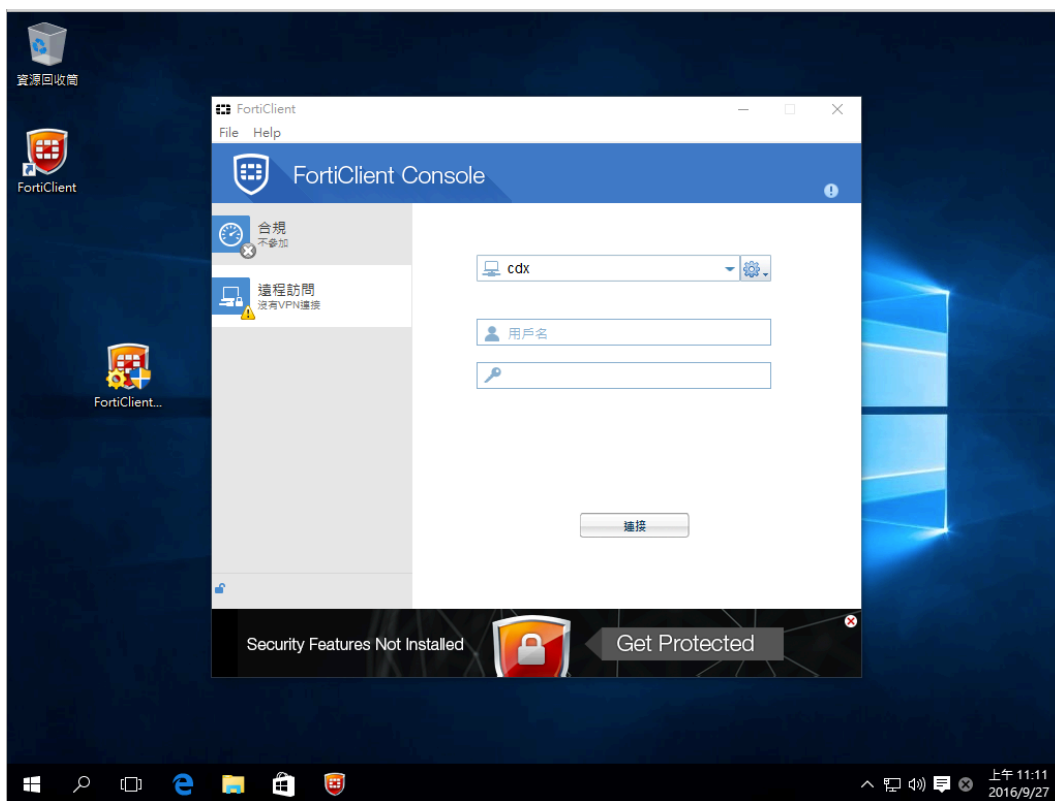 資源回收筒
FortiClient
FortiClient...
FortiClient
File Help
FortiClient Console
合規
不參加
遠程訪問
沒有VPN連接
cdx
用戶名
連接
Security Features Not Installed
Get Protected
上午 11:11
2016/9/27